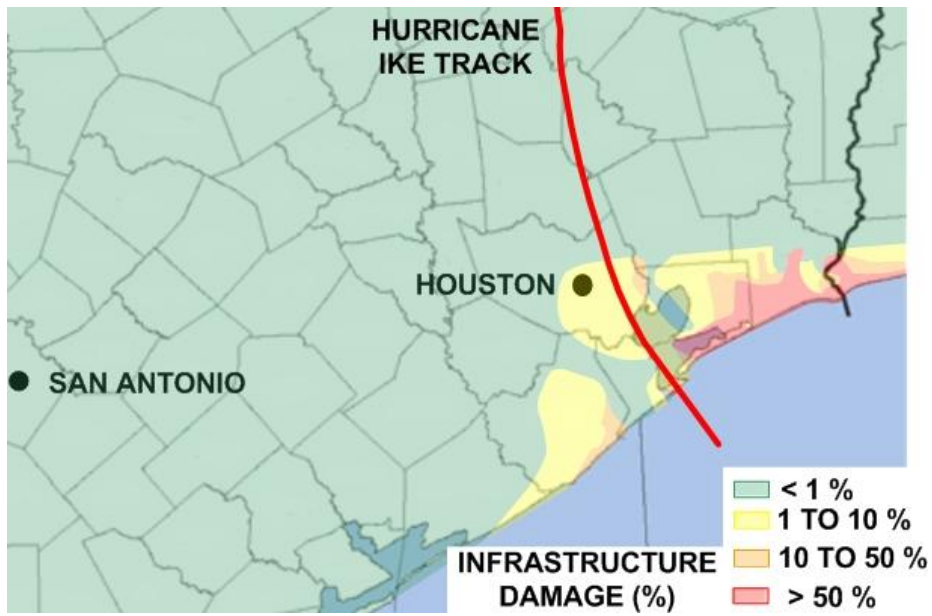 HURRICANE
IKE TRACK
HOUSTON
SAN ANTONIO
INFRASTRUCTURE
DAMAGE (%)
< 1 %
1 TO 10 %
10 TO 50 %
> 50 %